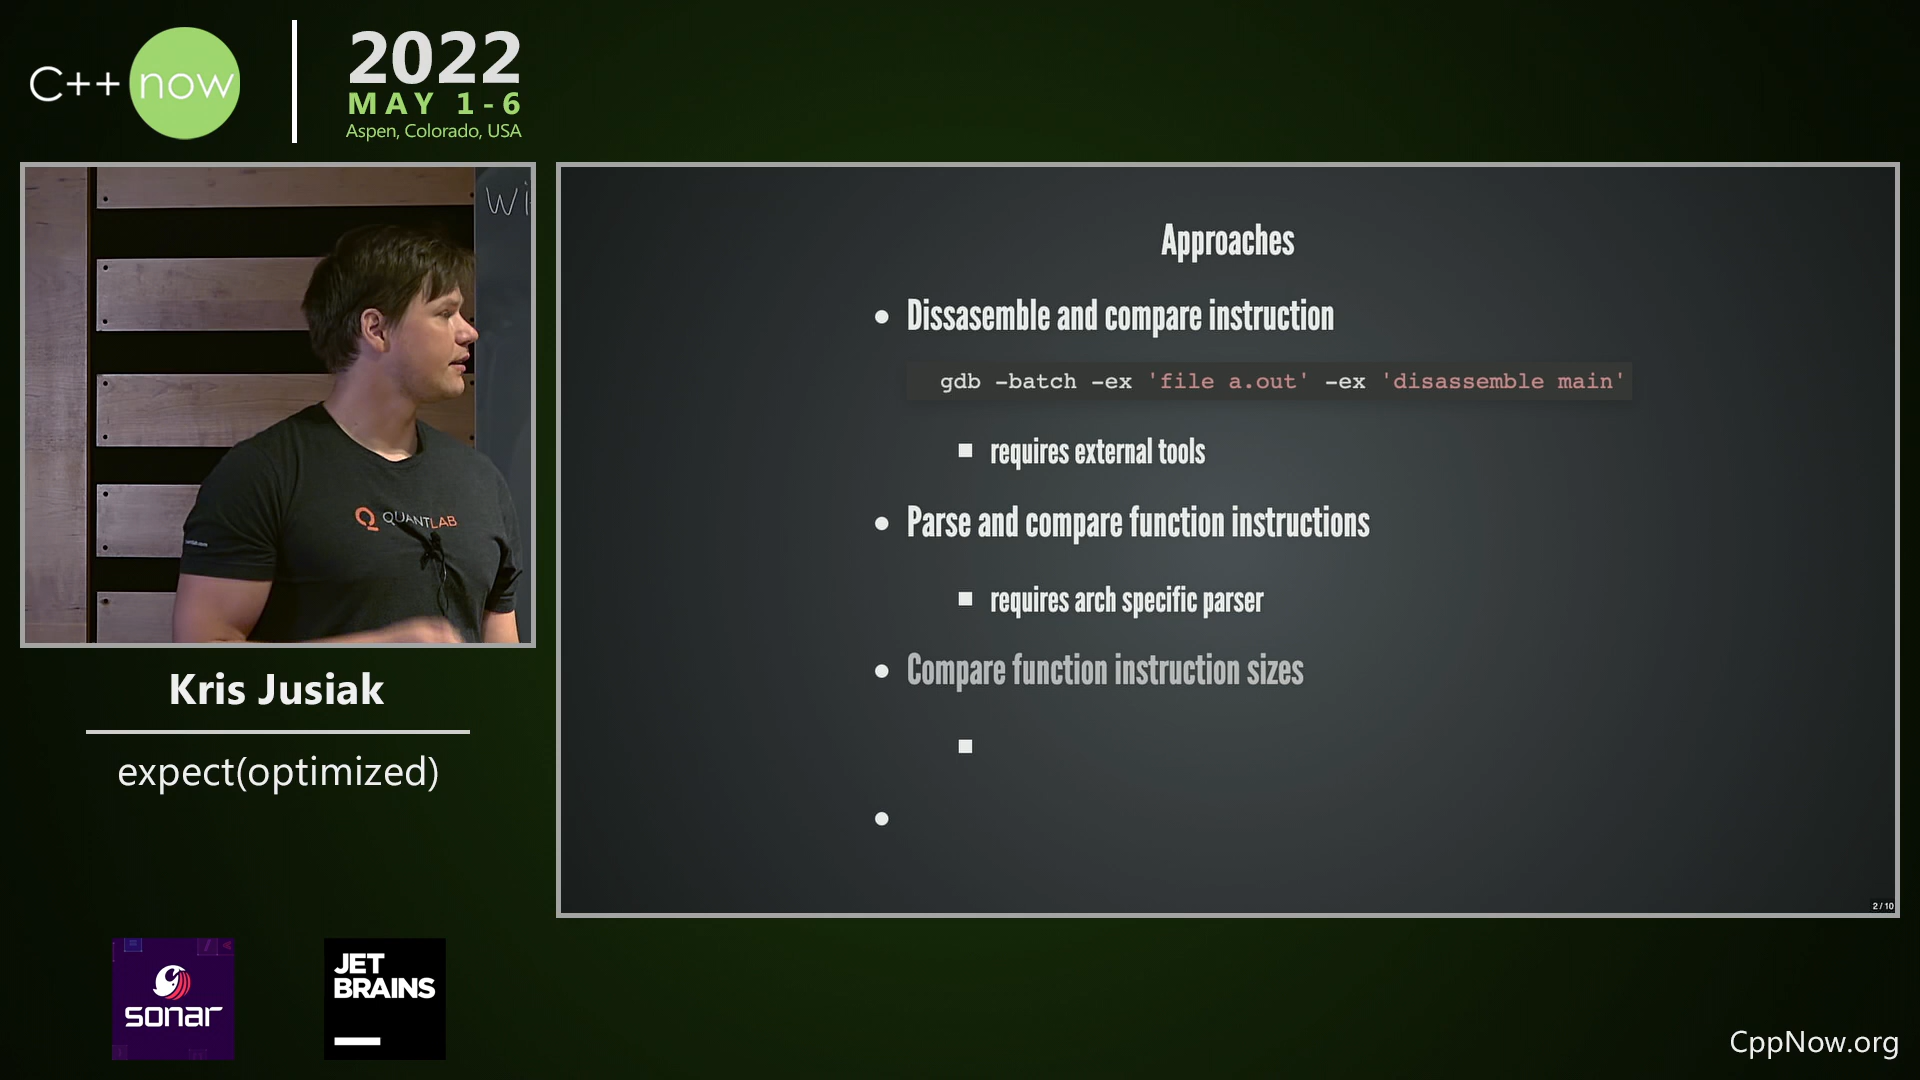 C++ now
2022
MAY 1-6
Aspen, Colorado, USA
Wi
QUANTLAB
Kris Jusiak
expect(optimized)
Approaches
Dissasemble and compare instruction
gdb -batch -ex 'file a.out' -ex 'disassemble main'
requires external tools
Parse and compare function instructions
requires arch specific parser
Compare function instruction sizes
2 / 10
sonar
JET
BRAINS
CppNow.org